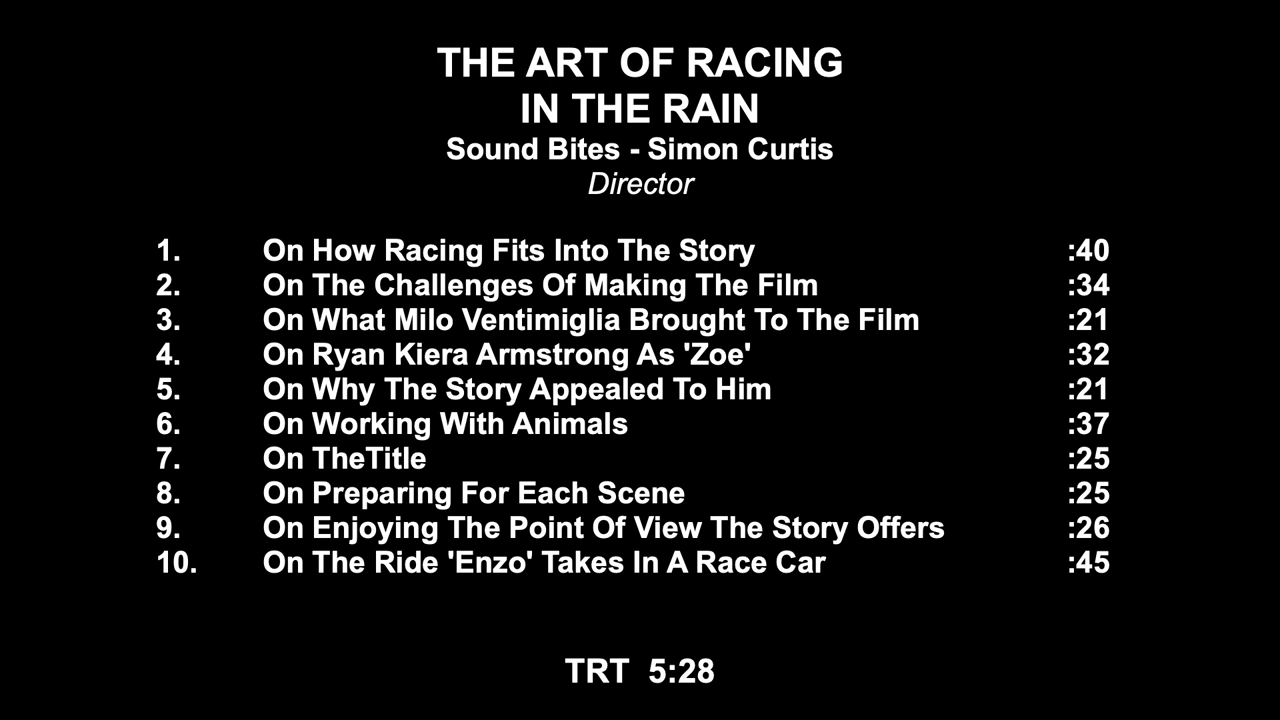 THE ART OF RACING
IN THE RAIN
Sound Bites - Simon Curtis
Director
1. On How Racing Fits Into The Story :40
2. On The Challenges Of Making The Film :34
3. On What Milo Ventimiglia Brought To The Film :21
4. On Ryan Kiera Armstrong As 'Zoe' :32
5. On Why The Story Appealed To Him :21
6. On Working With Animals :37
7. On TheTitle :25
8. On Preparing For Each Scene :25
9. On Enjoying The Point Of View The Story Offers :26
10. On The Ride 'Enzo' Takes In A Race Car :45
TRT 5:28